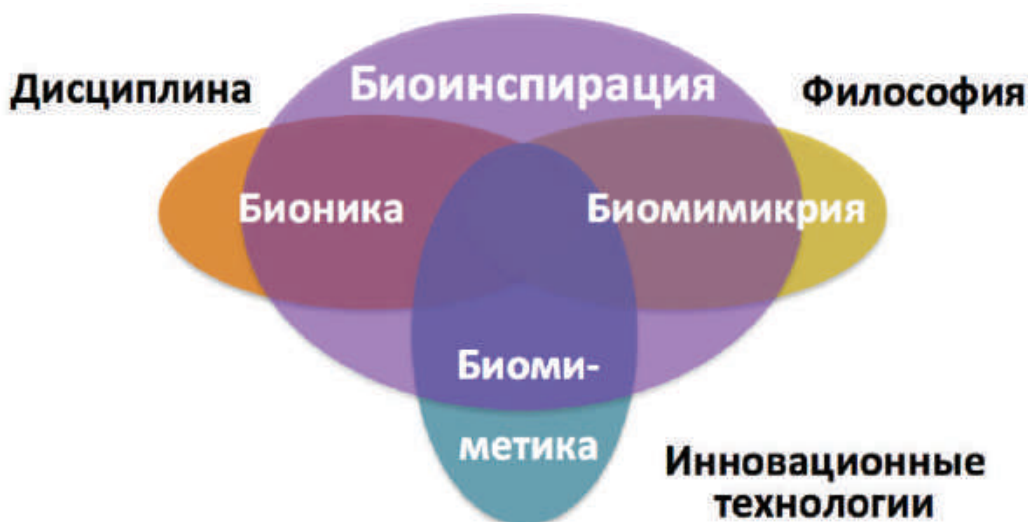 Дисциплина
Биоинспирация
Философия
Бионика
Биомимикрия
Биоми-
метика
Инновационные
технологии